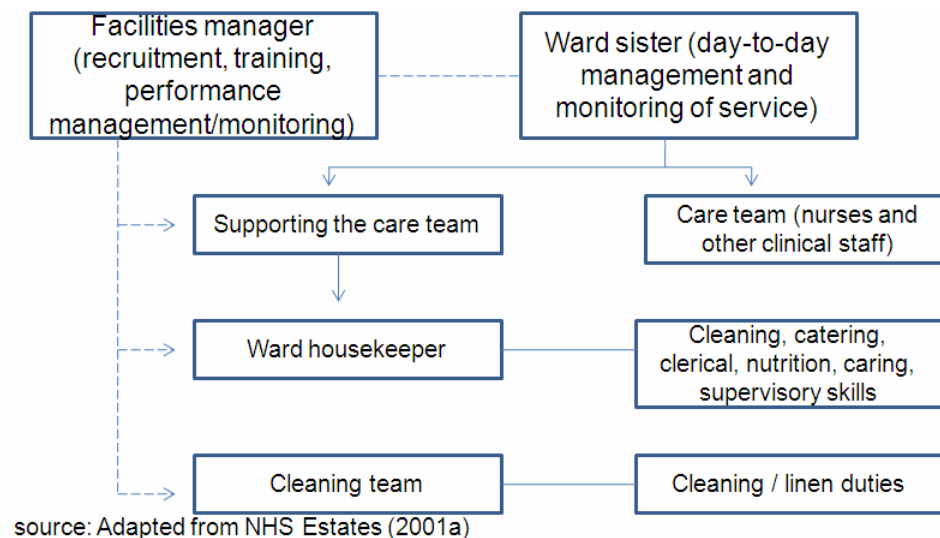 Facilities manager
(recruitment, training,
performance
management/monitoring)
Ward sister (day-to-day
management and
monitoring of service)
Supporting the care team
Care team (nurses and
other clinical staff)
Ward housekeeper
Cleaning, catering,
clerical, nutrition, caring,
supervisory skills
Cleaning team
Cleaning / linen duties
source: Adapted from NHS Estates (2001a)